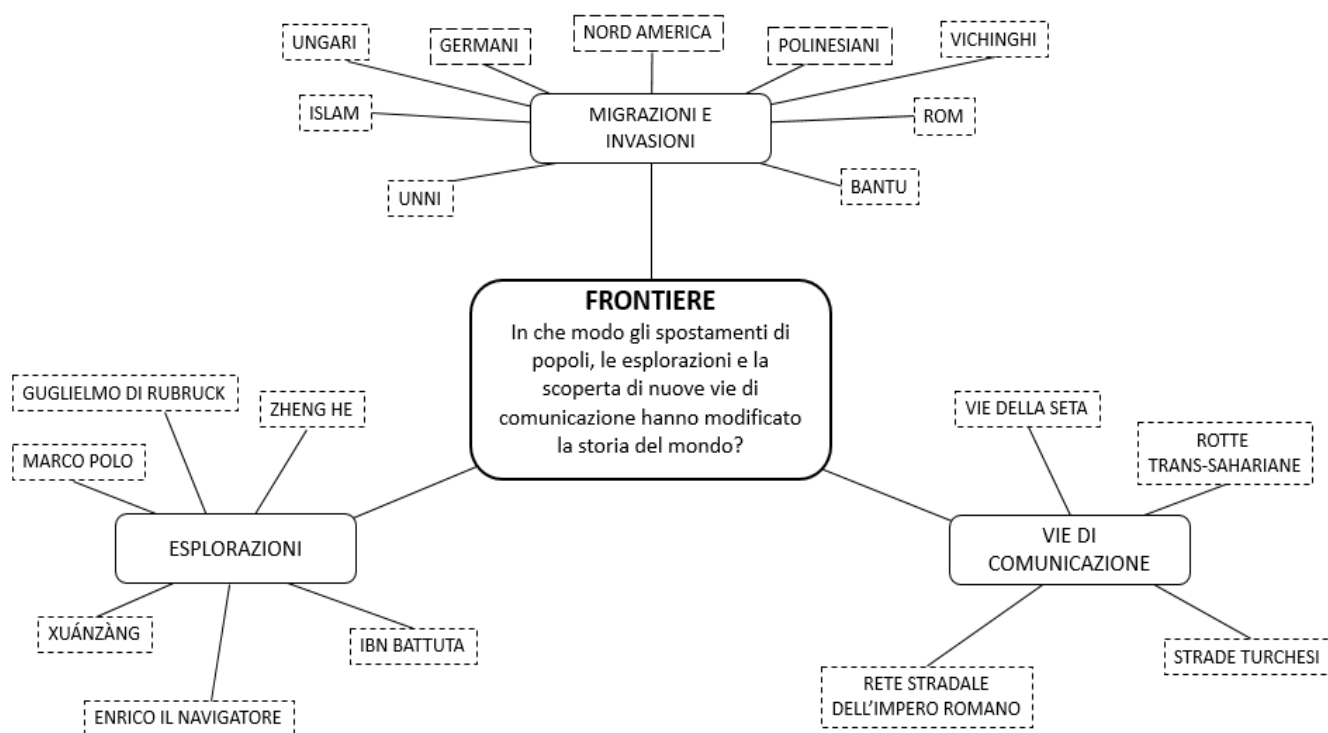 NORD AMERICA
UNGARI
GERMANI
POLINESIANI
VICHINGHI
ISLAM
MIGRAZIONI E
INVASIONI
ROM
UNNI
BANTU
FRONTIERE
In che modo gli spostamenti di
popoli, le esplorazioni e la
scoperta di nuove vie di
comunicazione hanno modificato
la storia del mondo?
GUGLIELMO DI RUBRUCK
ZHENG HE
MARCO POLO
ESPLORAZIONI
XUÁNZÀNG
IBN BATTUTA
ENRICO IL NAVIGATORE
VIE DELLA SETA
ROTTE
TRANS-SAHARIANE
VIE DI
COMUNICAZIONE
STRADE TURCHESI
RETE STRADALE
DELL'IMPERO ROMANO